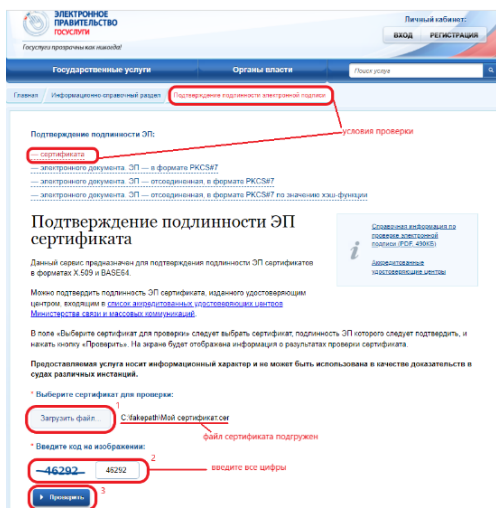 ЭЛЕКТРОННОЕ
ПРАВИТЕЛЬСТВО
ГОСУСЛУГИ
Госуслуги прозрачны как никогда!
Личный кабинет:
ВХОД РЕГИСТРАЦИЯ
Государственные услуги Органы власти Поиск услуг
Главная Информационно-справочный раздел Подтверждение подлинности электронной подписи
условия проверки
Подтверждение подлинности ЭП:
— сертификата
— электронного документа. ЭП — в формате PKCS#7
— электронного документа. ЭП — отсоединенная, в формате PKCS#7
— электронного документа. ЭП — отсоединенная, в формате PKCS#7 по значению хэш-функции
Подтверждение подлинности ЭП
сертификата
Справочная информация по
проверке электронной
подписи (PDF, 490КБ)
Аккредитованные
удостоверяющие центры
Данный сервис предназначен для подтверждения подлинности ЭП сертификатов
в форматах X.509 и BASE64.
Можно подтвердить подлинность ЭП сертификата, изданного удостоверяющим
центром, входящим в список аккредитованных удостоверяющих центров
Министерства связи и массовых коммуникаций.
В поле «Выберите сертификат для проверки» следует выбрать сертификат, подлинность ЭП которого следует подтвердить, и
нажать кнопку «Проверить». На экране будет отображена информация о результатах проверки сертификата.
Предоставляемая услуга носит информационный характер и не может быть использована в качестве доказательств в
судах различных инстанций.
* Выберите сертификат для проверки:
1
Загрузить файл... C:\fakepath\Мой сертификат.cer
файл сертификата подгружен
* Введите код на изображении:
2
46292 46292 введите все цифры
Проверить 3